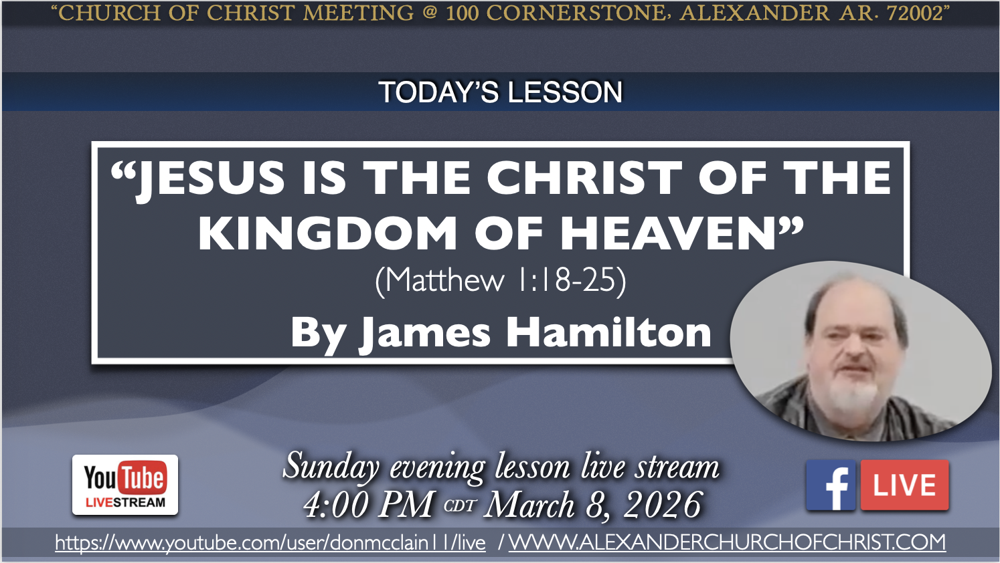 “CHURCH OF CHRIST MEETING @ 100 CORNERSTONE, ALEXANDER AR. 72002”
TODAY’S LESSON
“JESUS IS THE CHRIST OF THE
KINGDOM OF HEAVEN”
(Matthew 1:18-25)
By James Hamilton
YouTube
LIVESTREAM
Sunday evening lesson live stream
4:00 PM CDT March 8, 2026
f LIVE
https://www.youtube.com/user/donmcclain11/live / WWW.ALEXANDERCHURCHOFCHRIST.COM